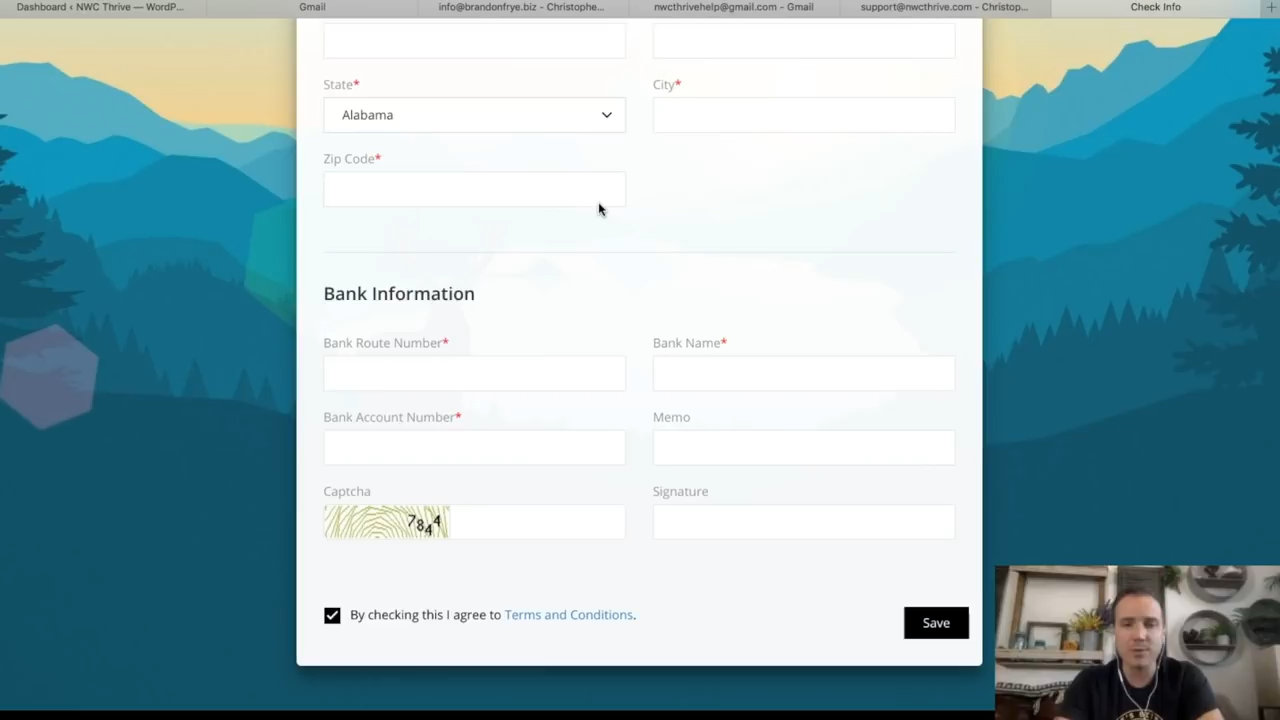 Dashboard ‹ NWC Thrive — WordP...
Gmail
info@brandonfrye.biz - Christophe...
nwcthrivehelp@gmail.com - Gmail
support@nwcthrive.com - Christop...
Check Info
State*
City*
Alabama
Zip Code*
Bank Information
Bank Route Number*
Bank Name*
Bank Account Number*
Memo
Captcha
Signature
7844
By checking this I agree to Terms and Conditions.
Save